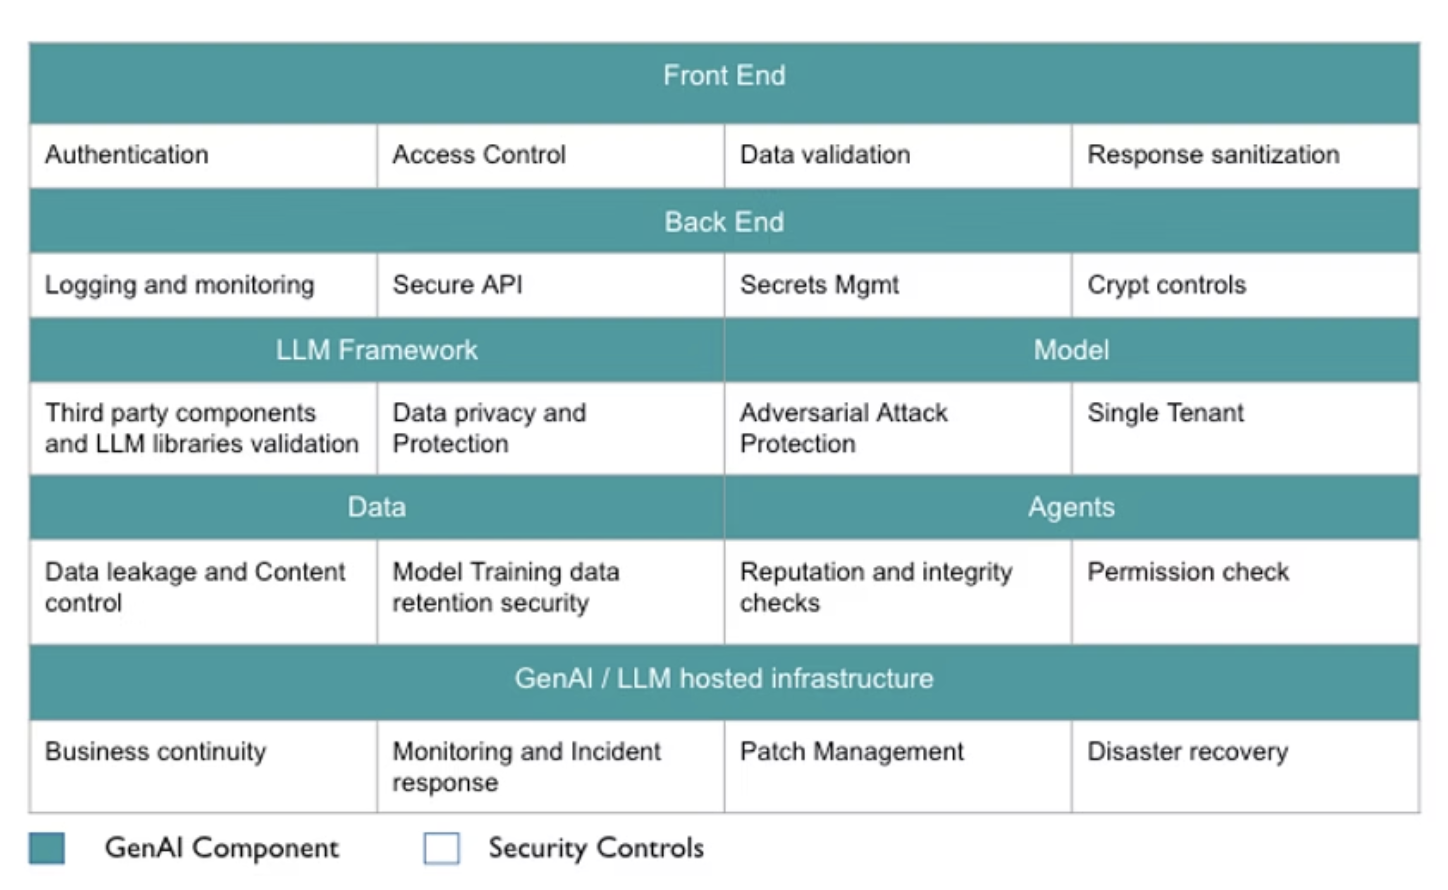 Front End
Authentication
Access Control
Data validation
Response sanitization
Back End
Logging and monitoring
Secure API
Secrets Mgmt
Crypt controls
LLM Framework
Model
Third party components
and LLM libraries validation
Data privacy and
Protection
Adversarial Attack
Protection
Single Tenant
Data
Agents
Data leakage and Content
control
Model Training data
retention security
Reputation and integrity
checks
Permission check
GenAI / LLM hosted infrastructure
Business continuity
Monitoring and Incident
response
Patch Management
Disaster recovery
GenAI Component
Security Controls